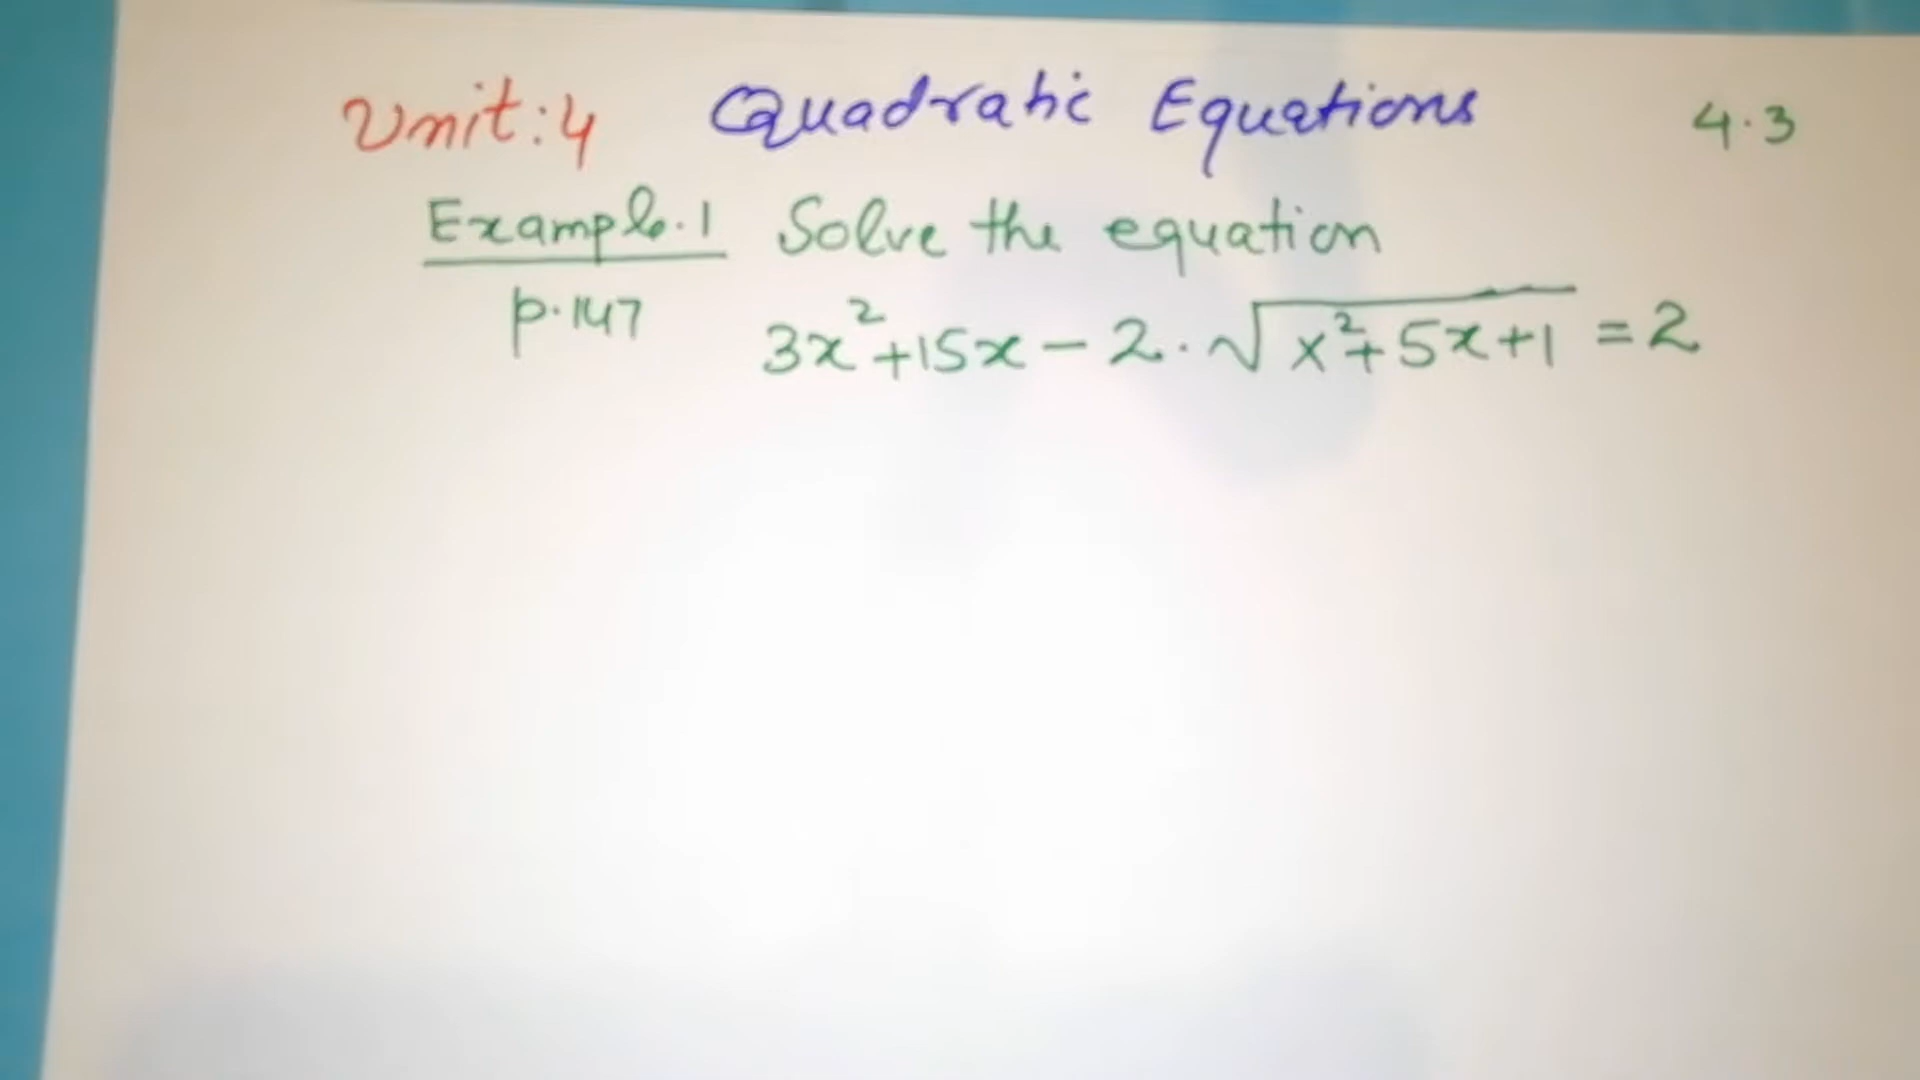 Unit: 4 Quadratic Equations 4.3
Example.1 Solve the equation
p.147 3x²+15x-2.√x²+5x+1 = 2